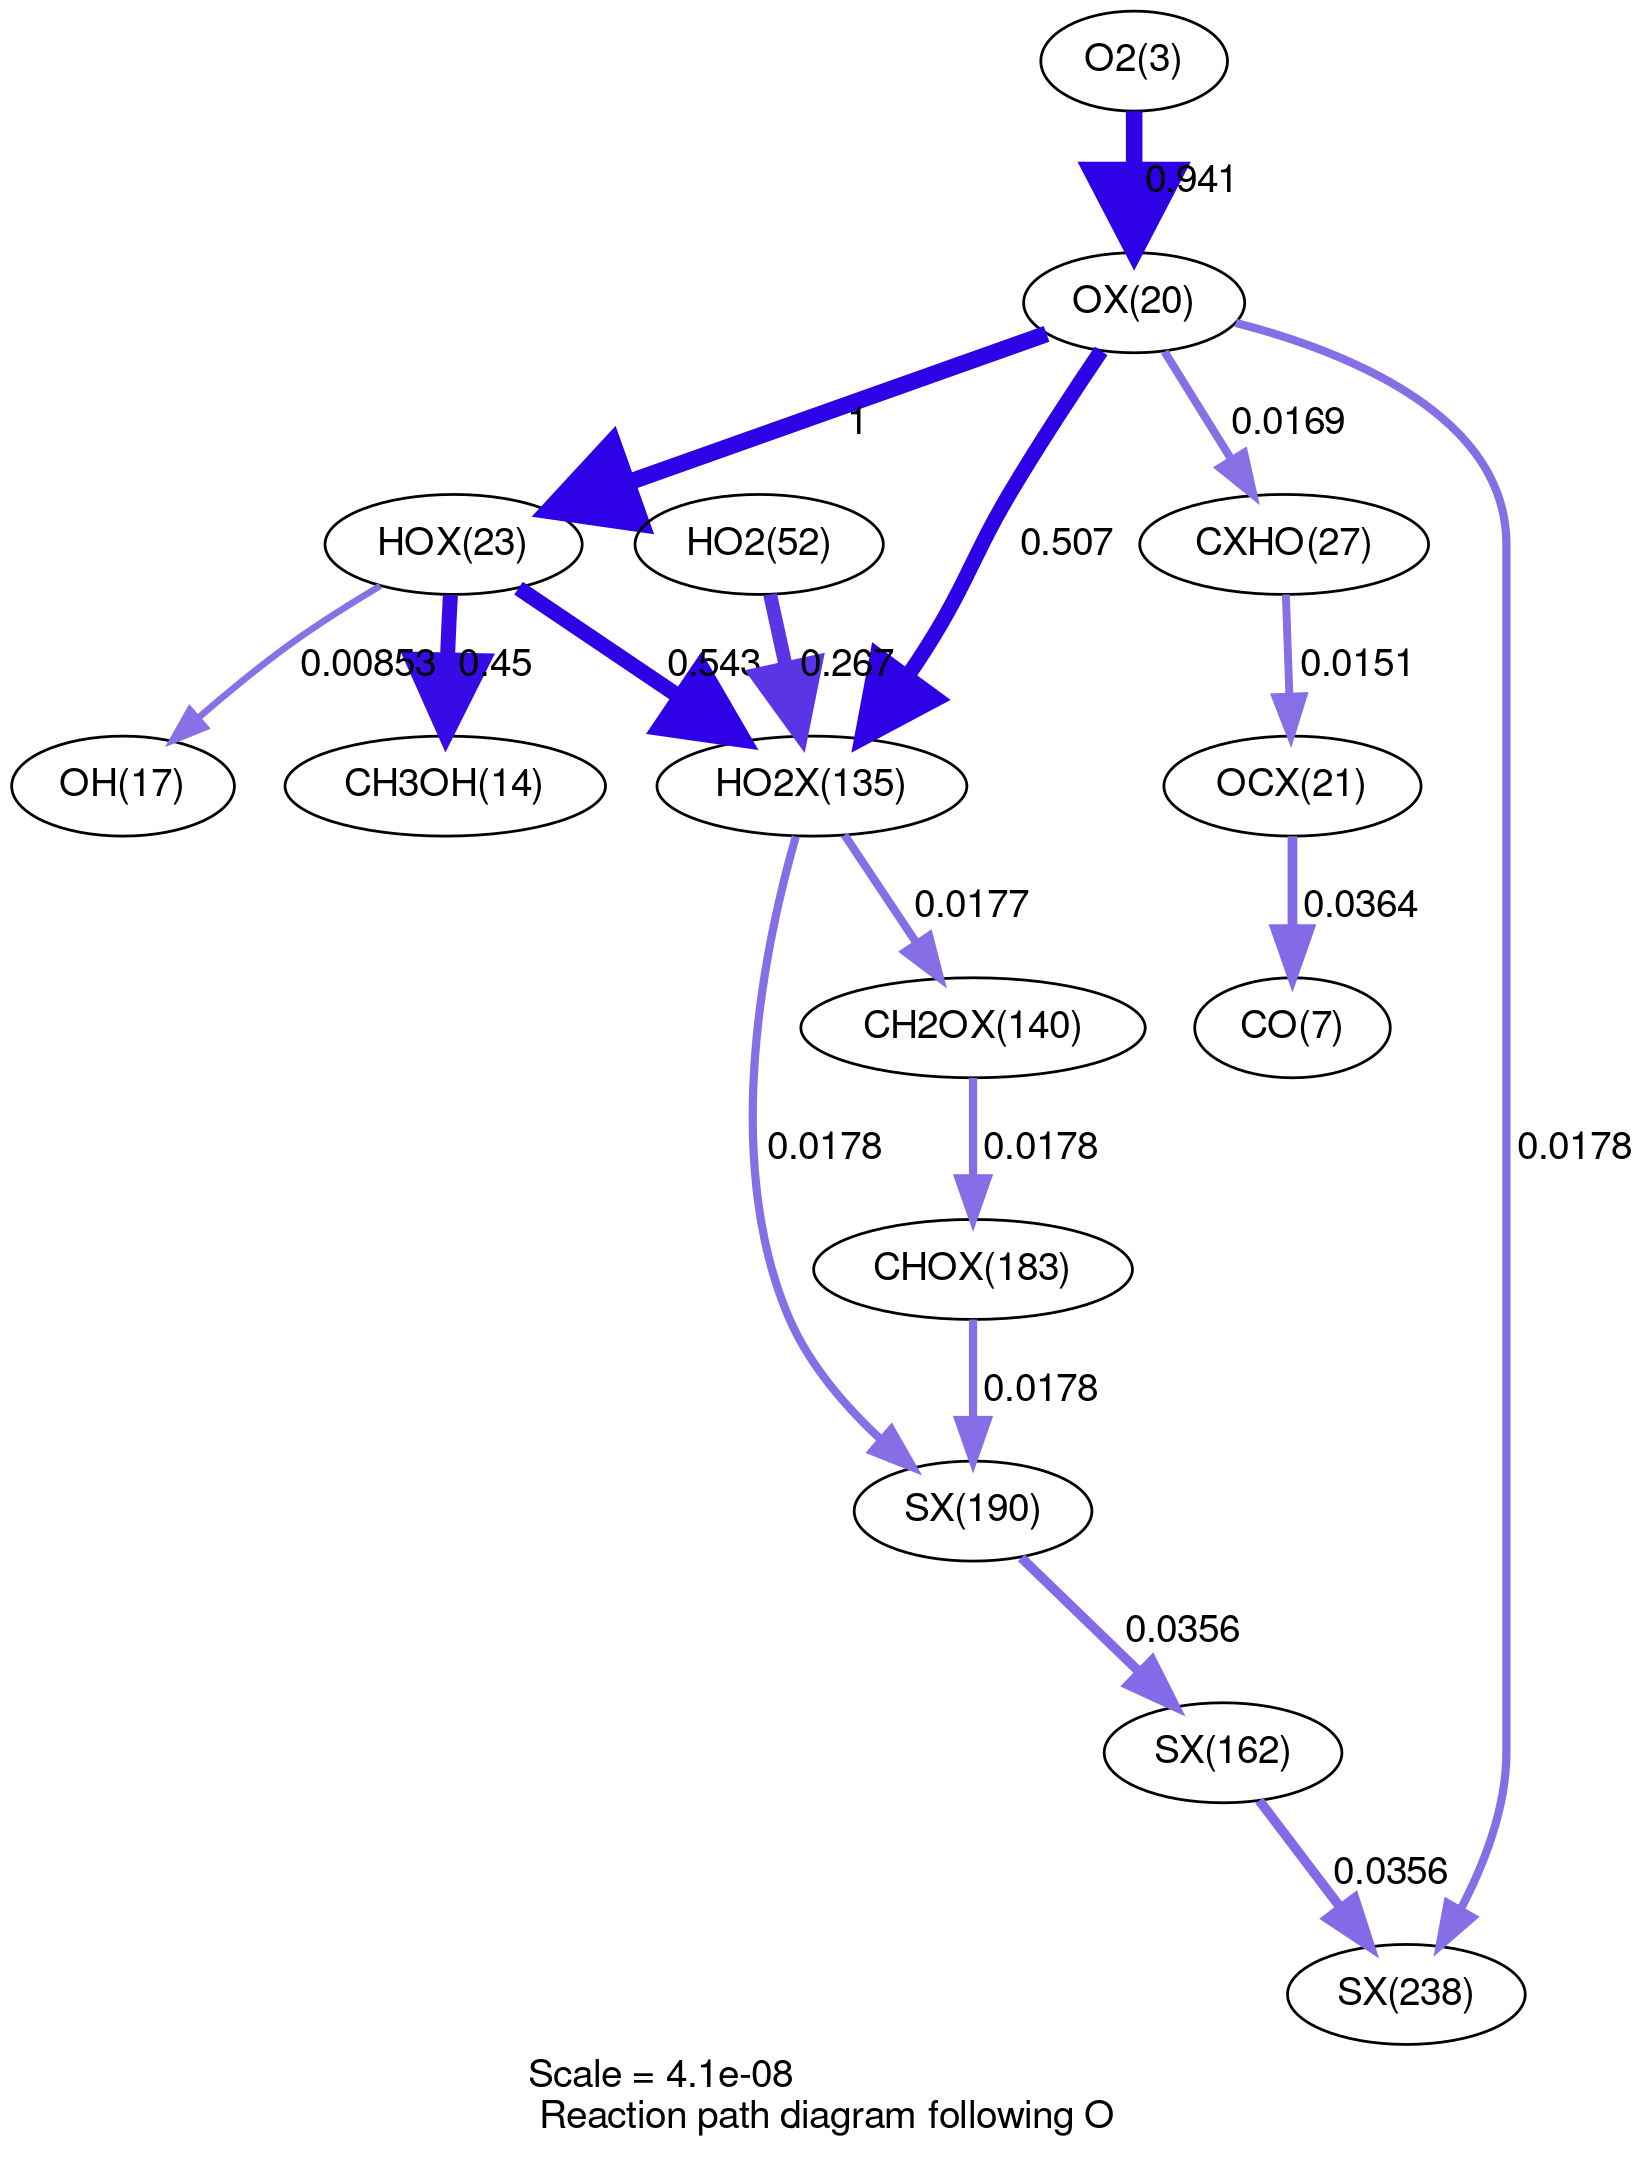 O2(3)
0.941
OX(20)
1
0.0169
HOX(23)
HO2(52)
0.507
CXHO(27)
0.00853
0.45
0.543
0.267
0.0151
OH(17)
CH3OH(14)
HO2X(135)
OCX(21)
0.0177
0.0364
CH2OX(140)
CO(7)
0.0178
0.0178
0.0178
CHOX(183)
0.0178
SX(190)
0.0356
SX(162)
0.0356
SX(238)
Scale = 4.1e-08
Reaction path diagram following O